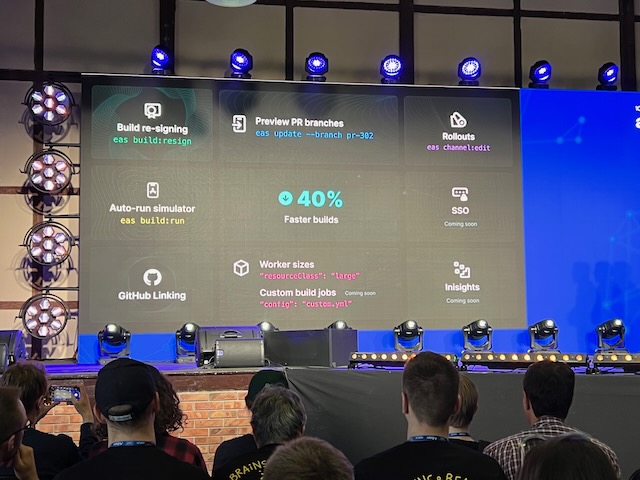 Build re-signing
eas build:resign
Preview PR branches
eas update --branch pr-302
Rollouts
eas channel:edit
Auto-run simulator
eas build:run
40%
Faster builds
SSO
Coming soon
GitHub Linking
Worker sizes
"resourceClass": "large"
Custom build jobs Coming soon
"config": "custom.yml"
Inisights
Coming soon